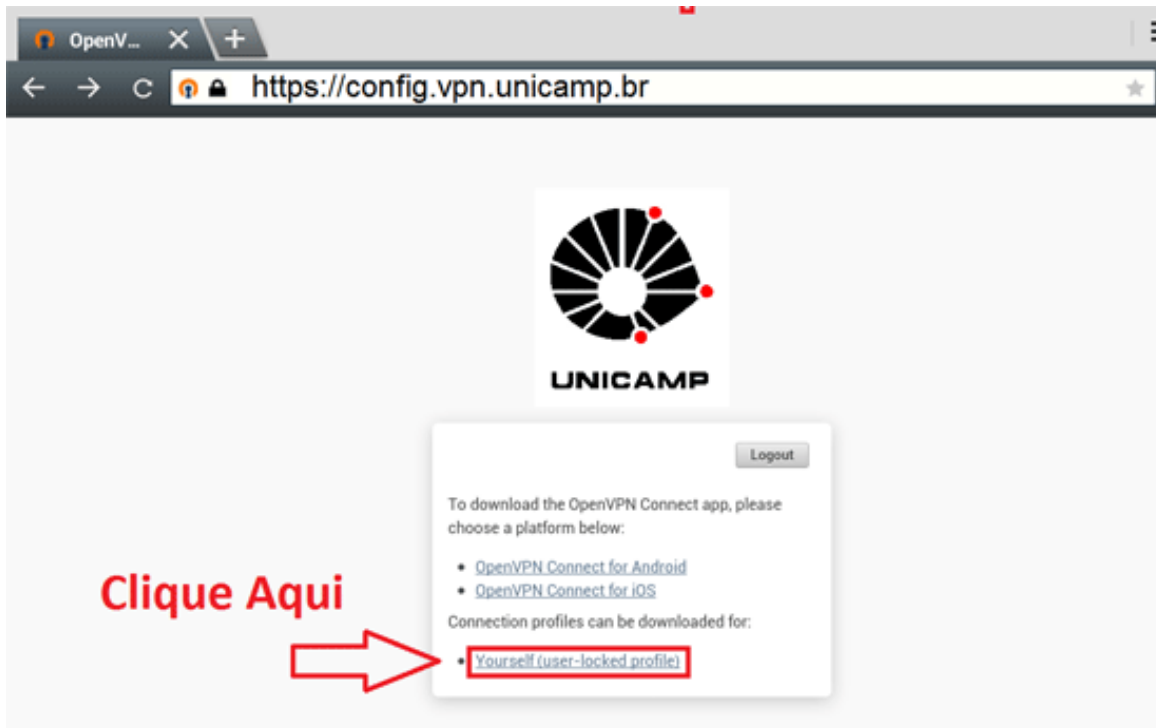 OpenV...
https://config.vpn.unicamp.br
UNICAMP
Logout
To download the OpenVPN Connect app, please
choose a platform below:
OpenVPN Connect for Android
OpenVPN Connect for iOS
Clique Aqui
Connection profiles can be downloaded for:
Yourself (user-locked profile)